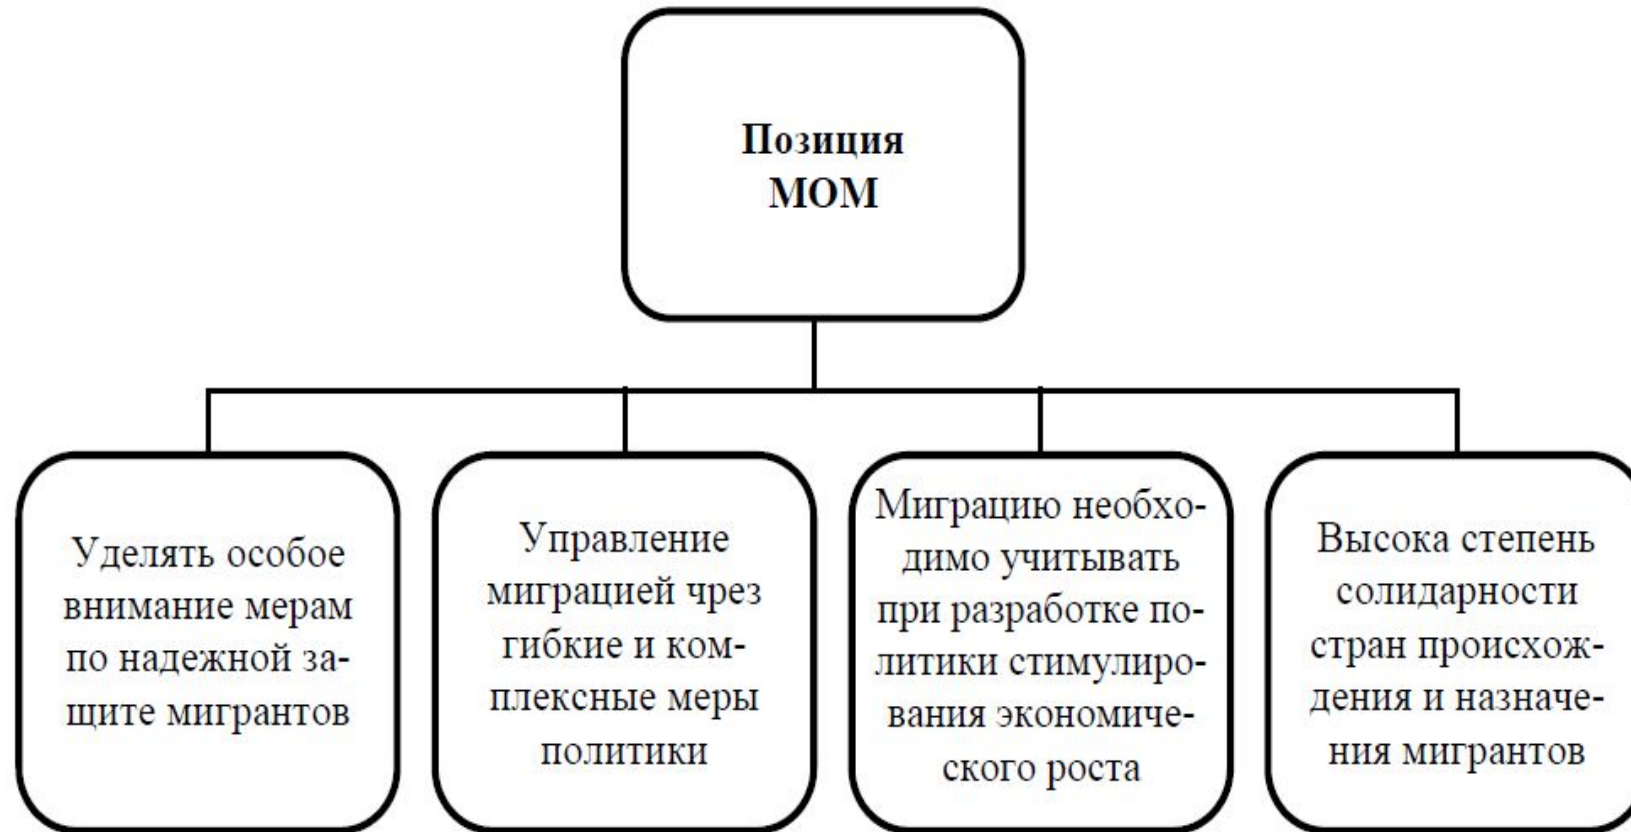 Позиция
МОМ
Уделять особое
внимание мерам
по надежной за-
щите мигрантов
Управление
миграцией чрез
гибкие и ком-
плексные меры
политики
Миграцию необхо-
димо учитывать
при разработке по-
литики стимулиро-
вания экономиче-
ского роста
Высока степень
солидарности
стран происхож-
дения и назначе-
ния мигрантов